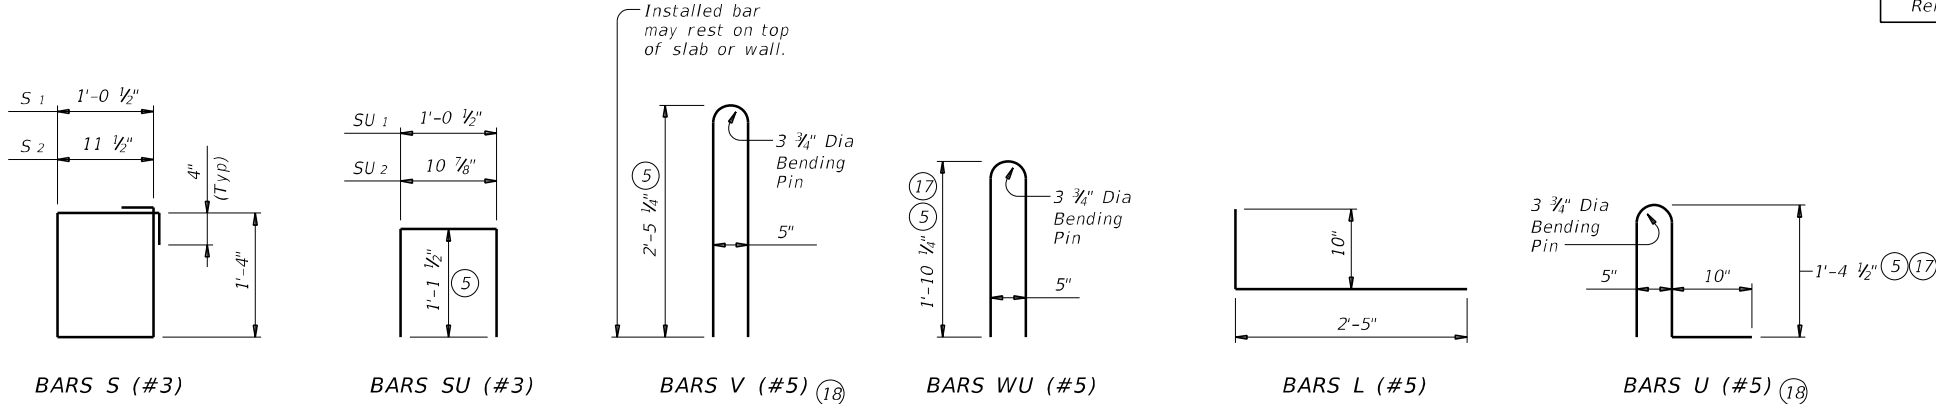 Installed bar
may rest on top
of slab or wall.
S 1 1'-0 ½"
S 2 11 ½"
4"
(Typ)
1'-4"
BARS S (#3)
SU 1 1'-0 ½"
SU 2 10 ⅞"
1'-1 ½" 5
BARS SU (#3)
3 ¾" Dia
Bending
Pin
2'-5 ¼" 5
5"
BARS V (#5) 18
3 ¾" Dia
Bending
Pin
1'-10 ¼" 5 17
5"
BARS WU (#5)
10"
2'-5"
BARS L (#5)
3 ¾" Dia
Bending
Pin
5"
10"
1'-4 ½" 5 17
BARS U (#5) 18